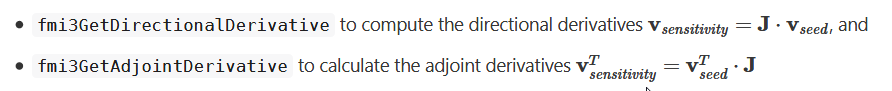 • fmi3GetDirectionalDerivative to compute the directional derivatives v_sensitivity = J · v_seed, and
• fmi3GetAdjointDerivative to calculate the adjoint derivatives v^T_sensitivity = v^T_seed · J